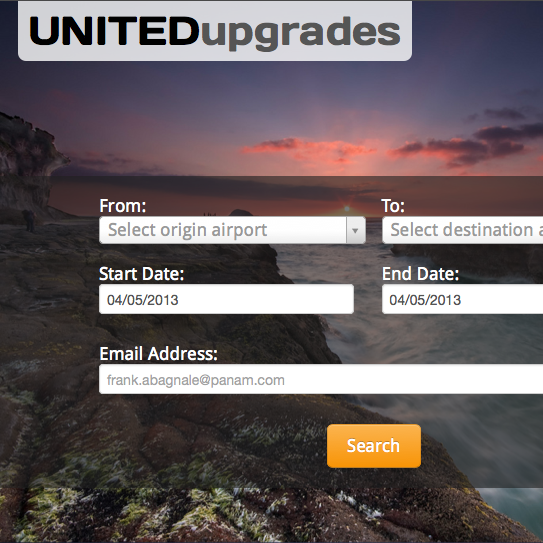 UNITEDupgrades
From: To:
Select origin airport Select destination a
Start Date: End Date:
04/05/2013 04/05/2013
Email Address:
frank.abagnale@panam.com
Search